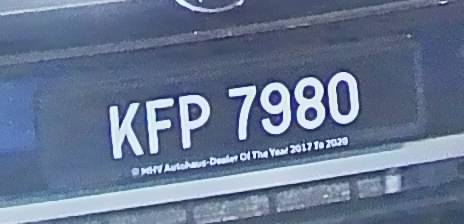 KFP 7980
© MHV Autohaus-Dealer Of The Year 2017 To 2020